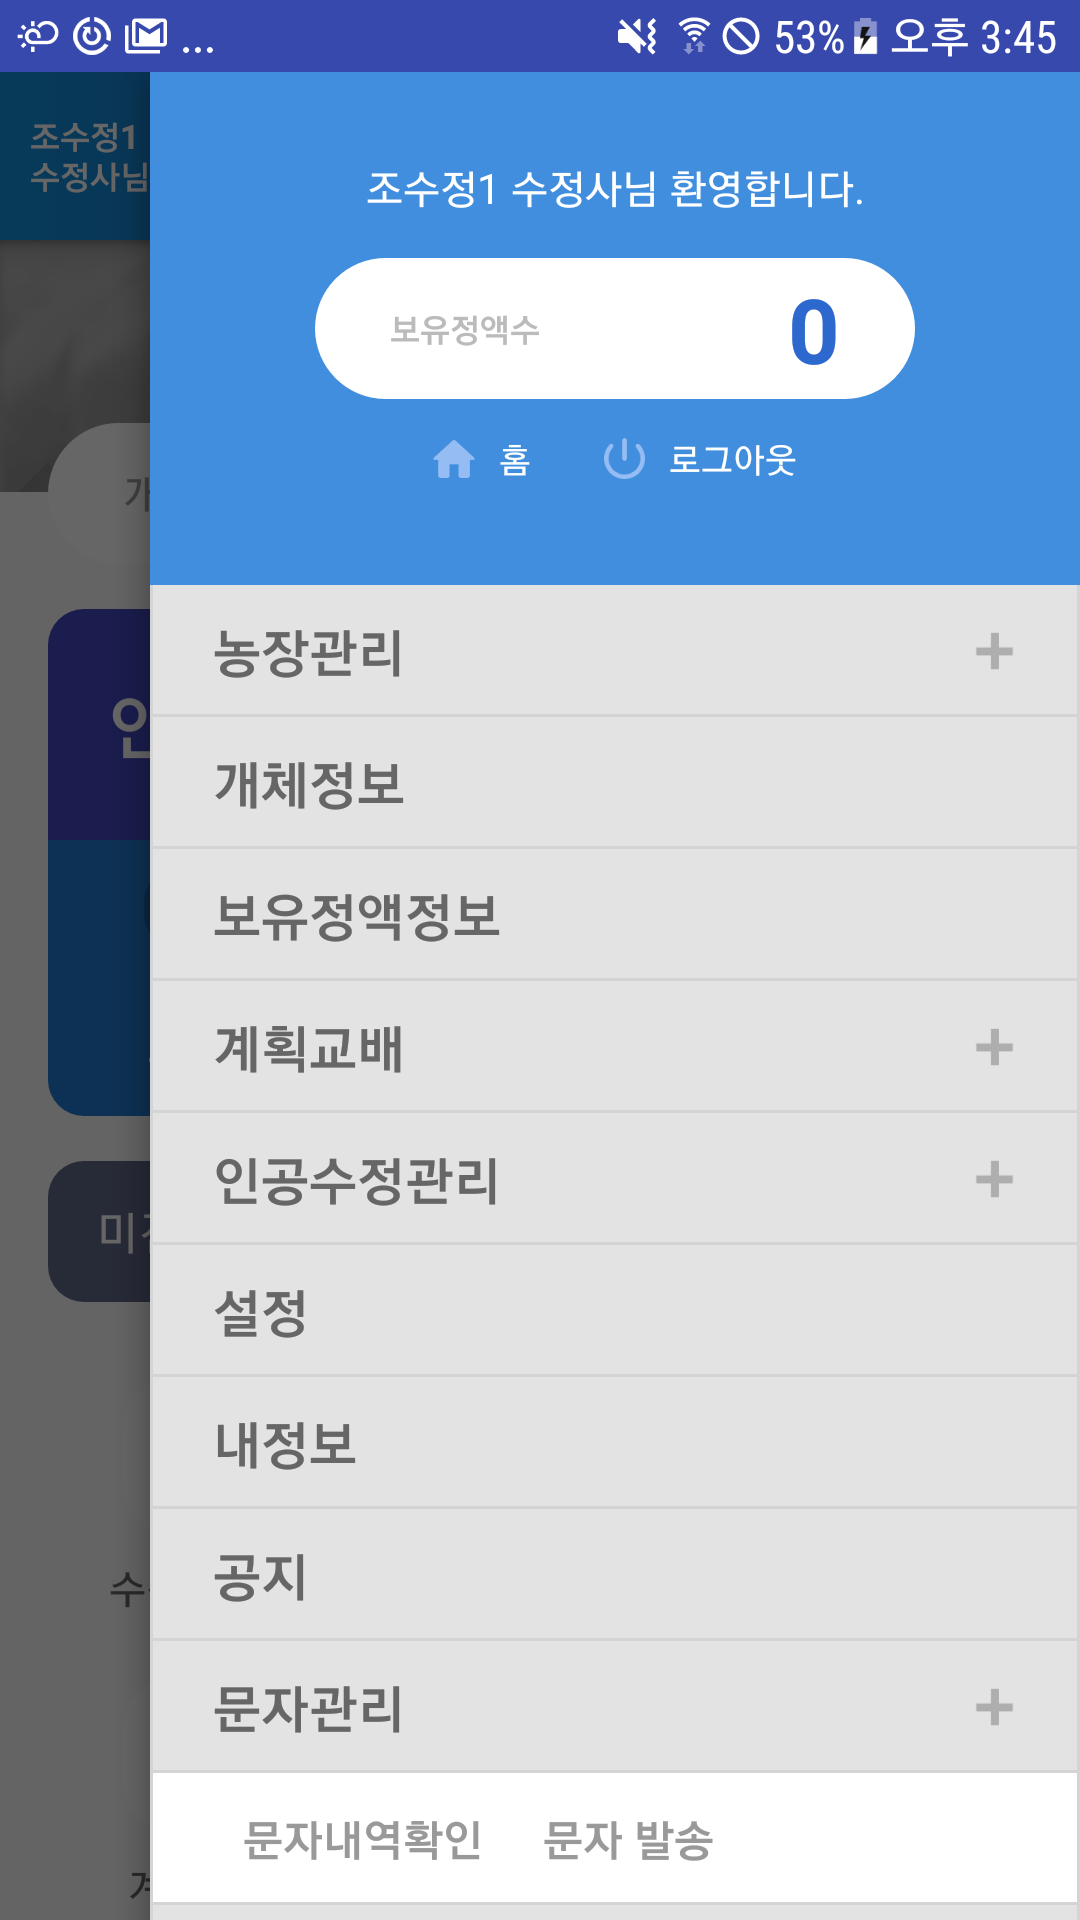 53% 오후 3:45
조수정1
수정사님
조수정1 수정사님 환영합니다.
보유정액수 0
홈 로그아웃
농장관리 +
개체정보
보유정액정보
계획교배 +
인공수정관리 +
설정
내정보
공지
문자관리 +
문자내역확인 문자 발송